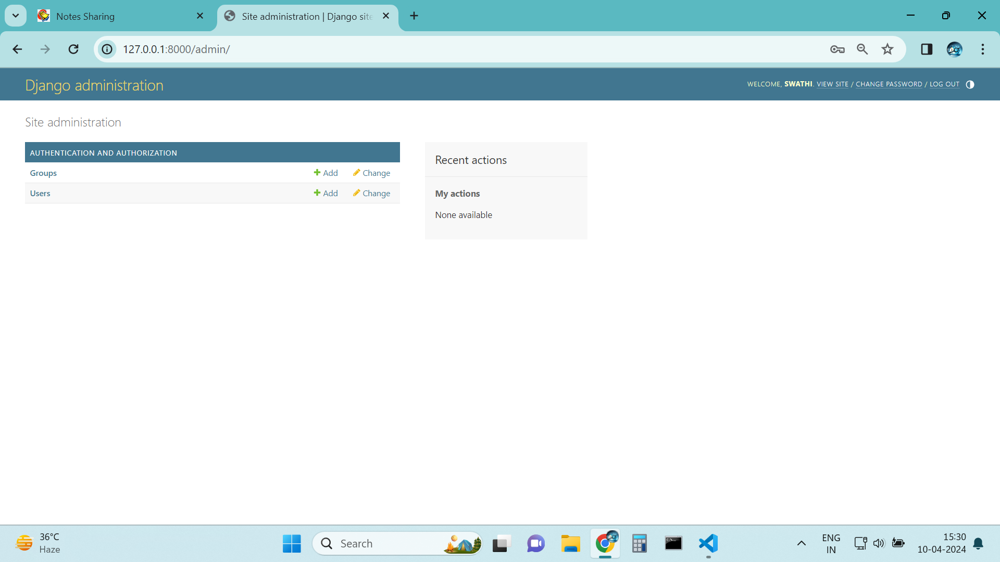 Notes Sharing
Site administration | Django site
127.0.0.1:8000/admin/
Django administration
WELCOME, SWATHI. VIEW SITE / CHANGE PASSWORD / LOG OUT
Site administration
AUTHENTICATION AND AUTHORIZATION
Groups Add Change
Users Add Change
Recent actions
My actions
None available
36°C
Haze
Search
ENG
IN
15:30
10-04-2024